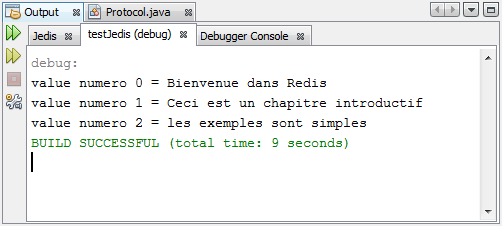 Output
Protocol.java
Jedis
testJedis (debug)
Debugger Console
debug:
value numero 0 = Bienvenue dans Redis
value numero 1 = Ceci est un chapitre introductif
value numero 2 = les exemples sont simples
BUILD SUCCESSFUL (total time: 9 seconds)